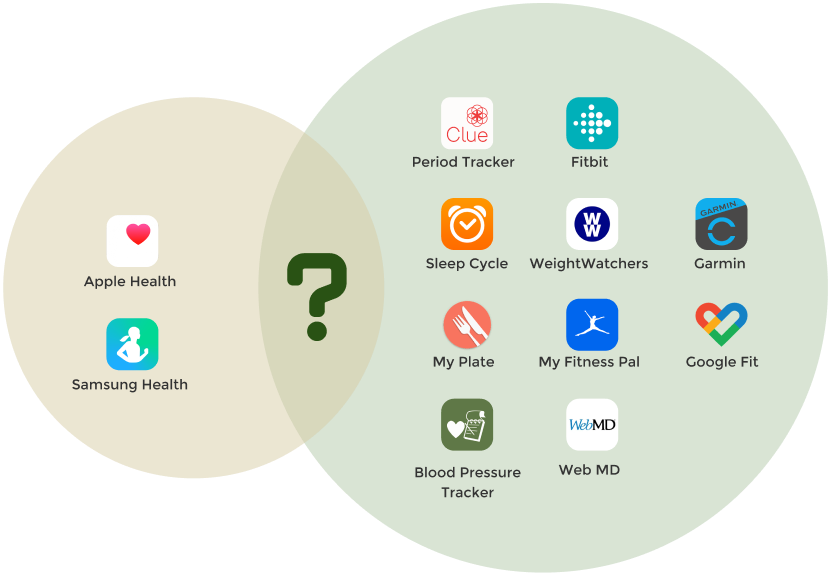 Clue
Period Tracker
Fitbit
Apple Health
Samsung Health
?
Sleep Cycle
W
W
WeightWatchers
GARMIN
Garmin
My Plate
My Fitness Pal
Google Fit
Blood Pressure
Tracker
WebMD
Web MD